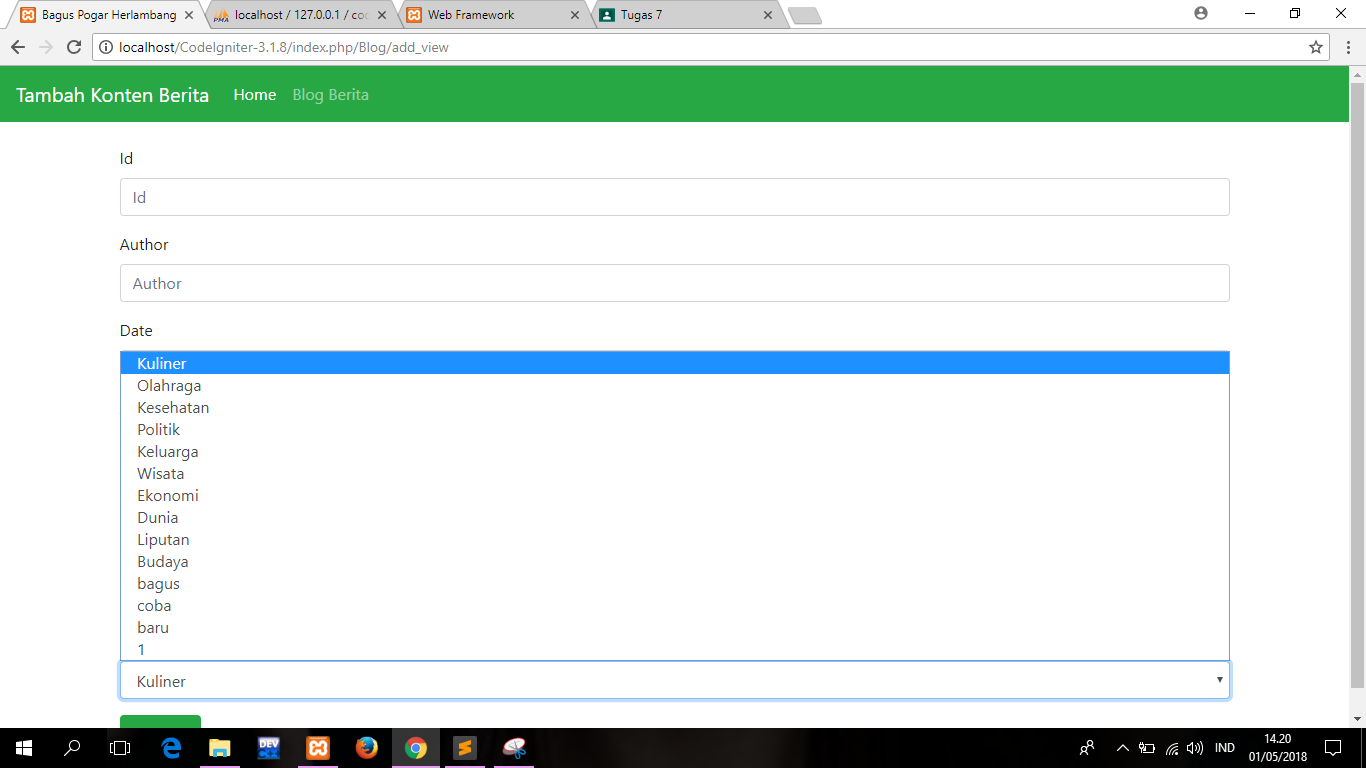 Bagus Pogar Herlambang localhost / 127.0.0.1 / co Web Framework Tugas 7
localhost/CodeIgniter-3.1.8/index.php/Blog/add_view
Tambah Konten Berita Home Blog Berita
Id
Id
Author
Author
Date
Kuliner
Olahraga
Kesehatan
Politik
Keluarga
Wisata
Ekonomi
Dunia
Liputan
Budaya
bagus
coba
baru
1
Kuliner
DEV
IND
14.20
01/05/2018